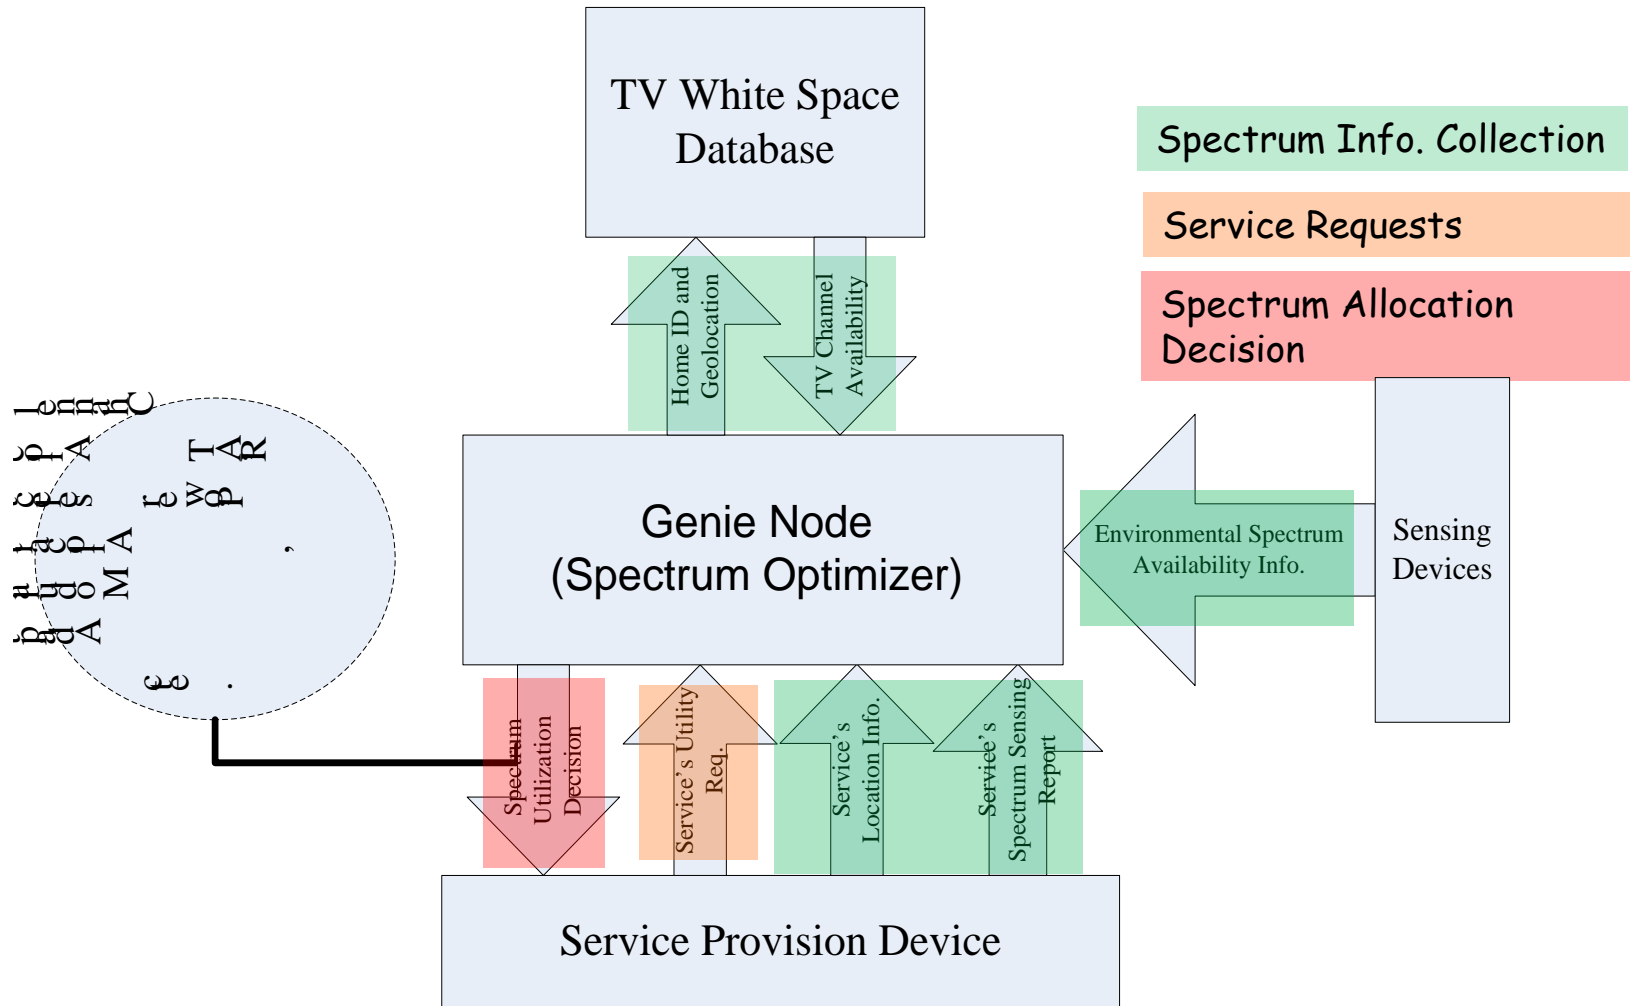 TV White Space
Database
Spectrum Info. Collection
Service Requests
Spectrum Allocation
Decision
Home ID and
Geolocation
TV Channel
Availability
Genie Node
(Spectrum Optimizer)
Environmental Spectrum
Availability Info.
Sensing
Devices
Spectrum
Utilization
Decision
Service’s Utility
Req.
Service’s
Location Info.
Service’s
Spectrum Sensing
Report
Service Provision Device